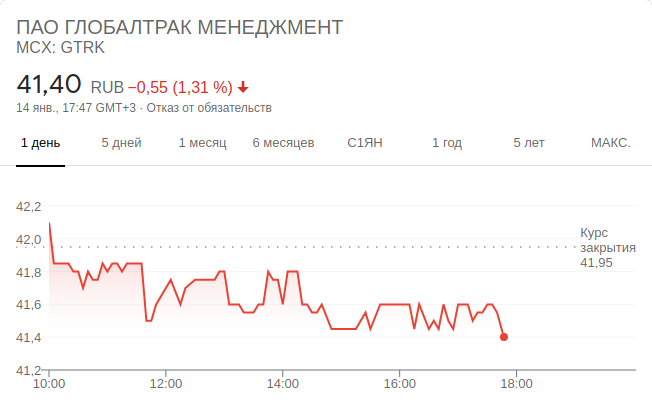 ПАО ГЛОБАЛТРАК МЕНЕДЖМЕНТ
MCX: GTRK
41,40 RUB −0,55 (1,31 %)
14 янв., 17:47 GMT+3 · Отказ от обязательств
1 день 5 дней 1 месяц 6 месяцев С1ЯН 1 год 5 лет МАКС.
42,2
42,0
Курс
закрытия
41,95
41,8
41,6
41,4
41,2
10:00 12:00 14:00 16:00 18:00